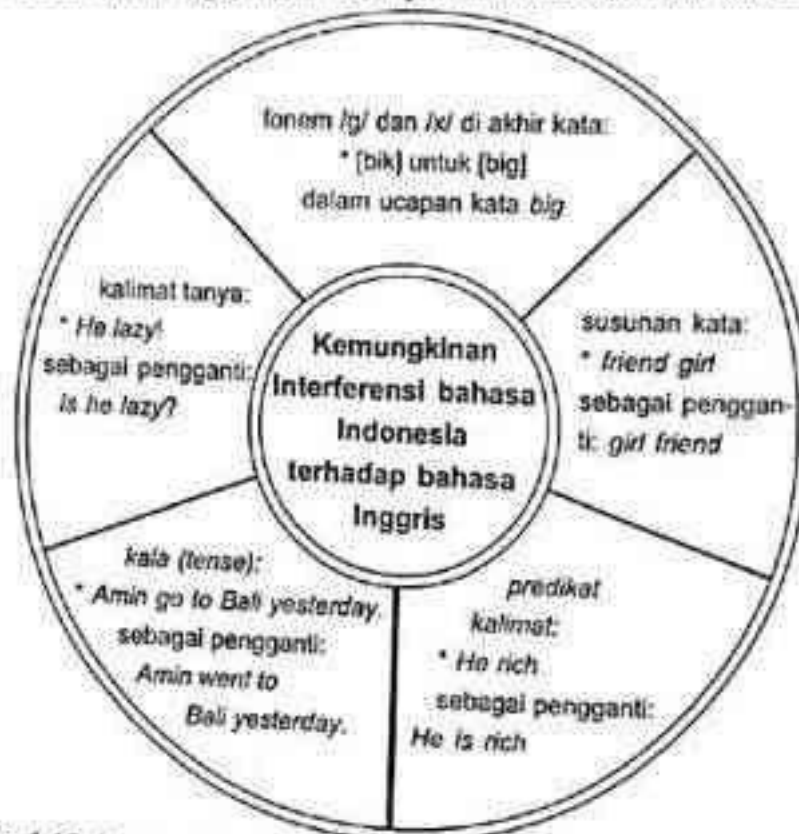 fonem /g/ dan /x/ di akhir kata:
* [bik] untuk [big]
dalam ucapan kata big
susunan kata:
* friend girl
sebagai penggan-
ti: girl friend
predikat
kalimat:
* He rich
sebagai pengganti:
He is rich
kala (tense):
* Amin go to Bali yesterday.
sebagai pengganti:
Amin went to
Bali yesterday.
kalimat tanya:
* He lazy
sebagai pengganti:
Is he lazy?
Kemungkinan
Interferensi bahasa
Indonesia
terhadap bahasa
Inggris